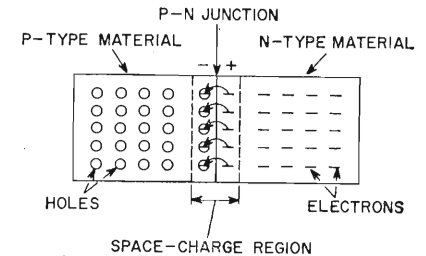 P-N JUNCTION
P-TYPE MATERIAL
N-TYPE MATERIAL
- +
HOLES
ELECTRONS
SPACE-CHARGE REGION